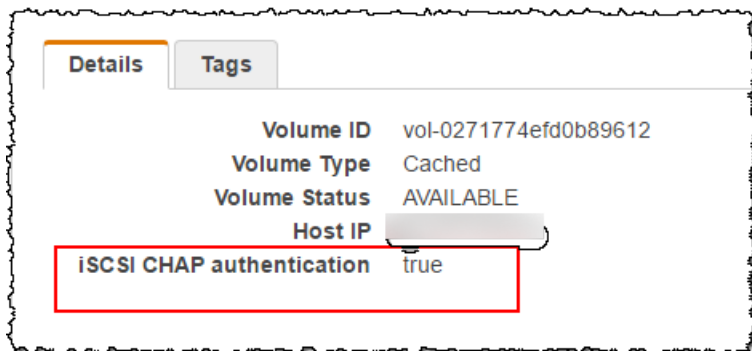 Details Tags
Volume ID vol-0271774efd0b89612
Volume Type Cached
Volume Status AVAILABLE
Host IP
iSCSI CHAP authentication true